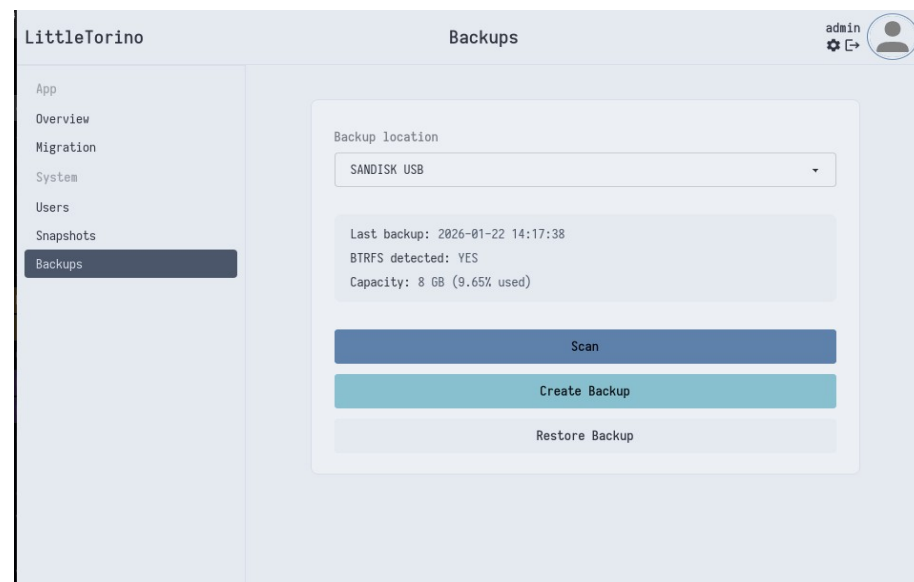 LittleTorino
Backups
admin
App
Overview
Migration
System
Users
Snapshots
Backups
Backup location
SANDISK USB
Last backup: 2026-01-22 14:17:38
BTRFS detected: YES
Capacity: 8 GB (9.65% used)
Scan
Create Backup
Restore Backup